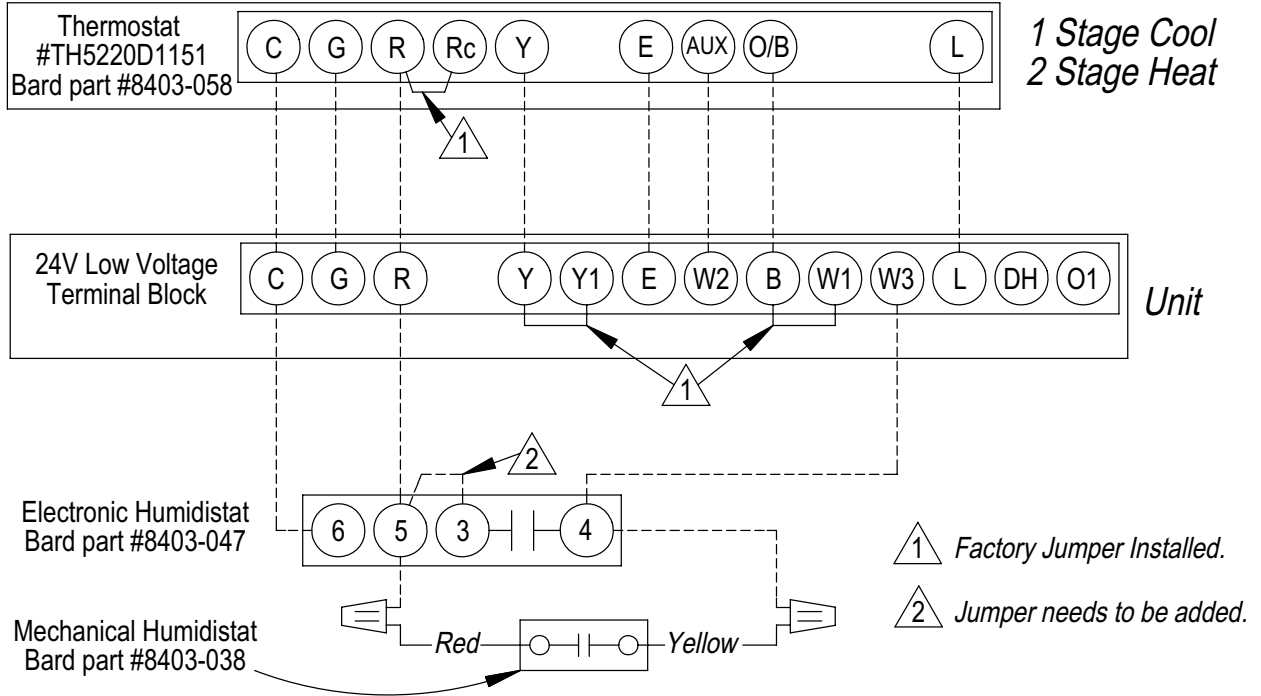 Thermostat
#TH5220D1151
Bard part #8403-058
C G R Rc Y E AUX O/B L
1 Stage Cool
2 Stage Heat
1
24V Low Voltage
Terminal Block
C G R Y Y1 E W2 B W1 W3 L DH O1
Unit
1
2
Electronic Humidistat
Bard part #8403-047
6 5 3 4
1 Factory Jumper Installed.
2 Jumper needs to be added.
Mechanical Humidistat
Bard part #8403-038
Red
Yellow